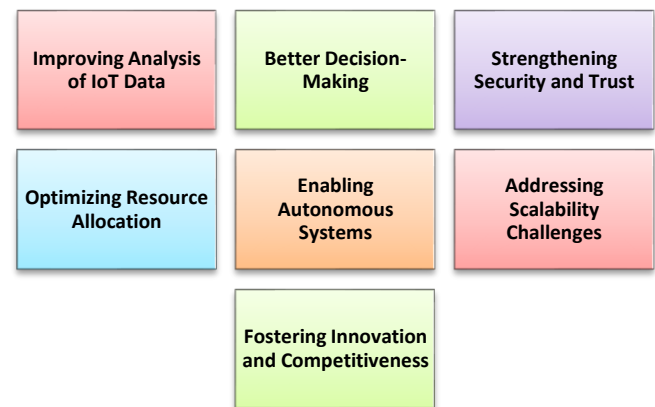 Improving Analysis
of IoT Data
Better Decision-
Making
Strengthening
Security and Trust
Optimizing Resource
Allocation
Enabling
Autonomous
Systems
Addressing
Scalability
Challenges
Fostering Innovation
and Competitiveness